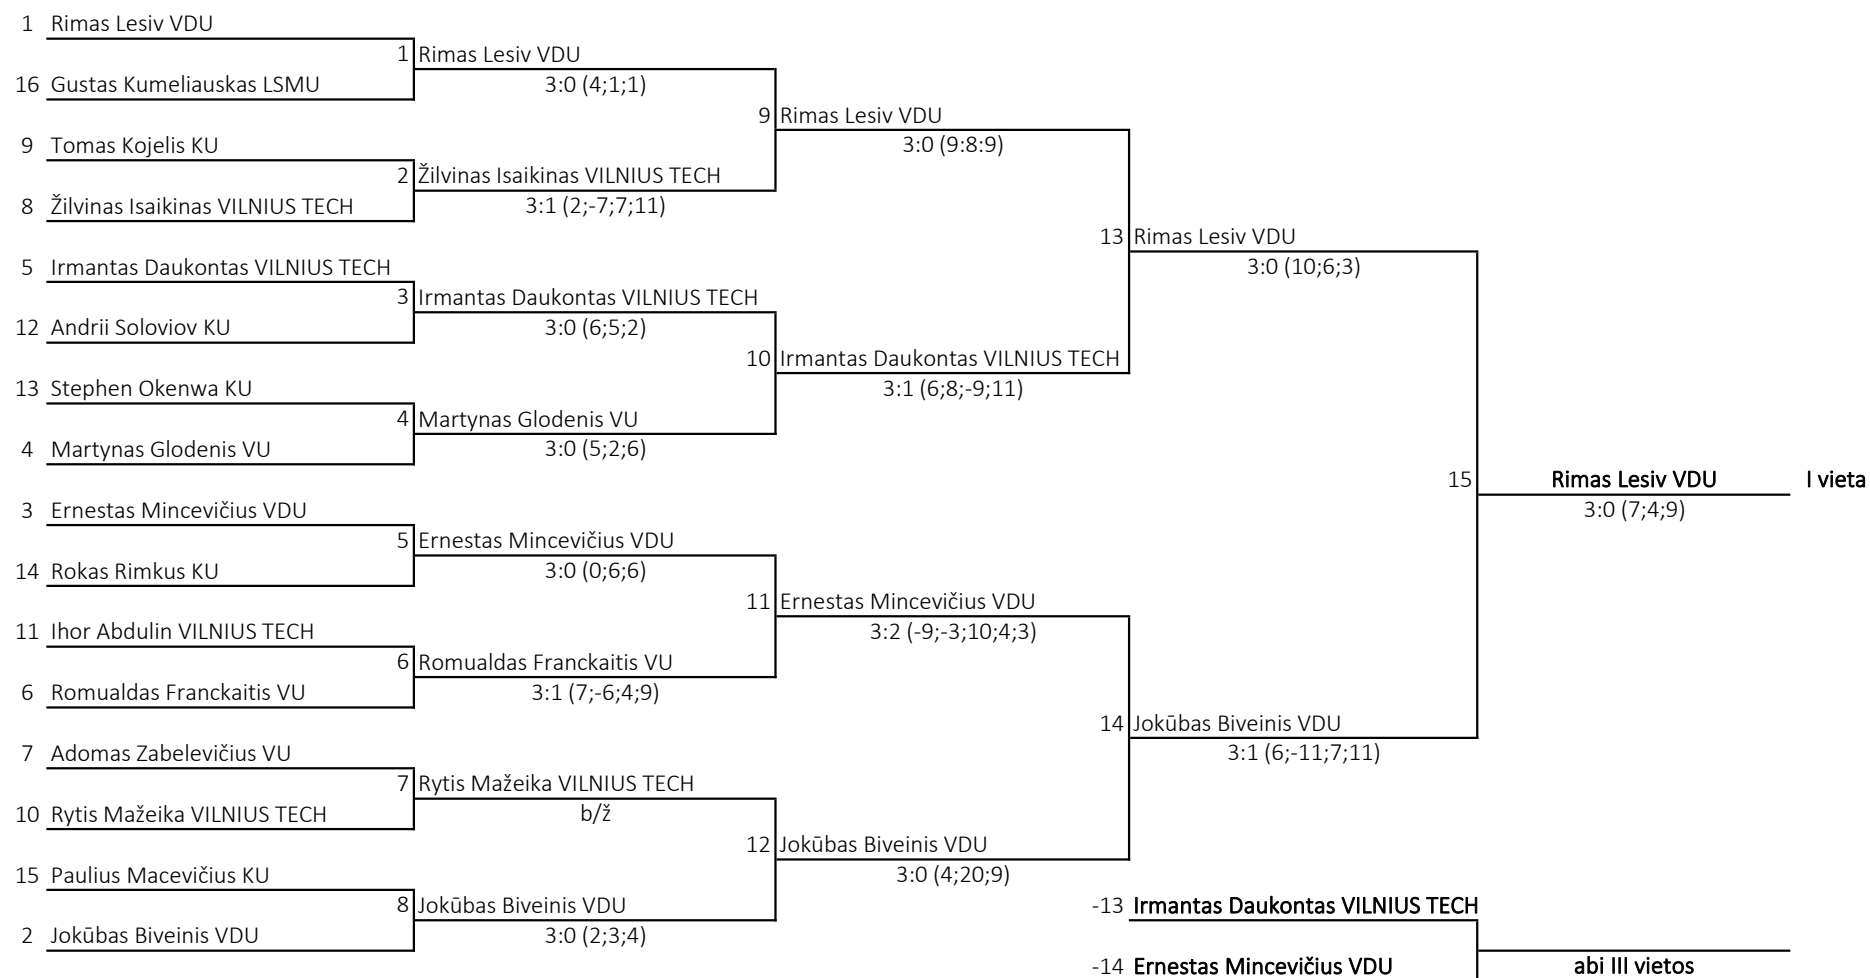 1 Rimas Lesiv VDU
1 Rimas Lesiv VDU
16 Gustas Kumeliauskas LSMU 3:0 (4;1;1)
9 Rimas Lesiv VDU
9 Tomas Kojelis KU 3:0 (9:8:9)
2 Žilvinas Isaikinas VILNIUS TECH
8 Žilvinas Isaikinas VILNIUS TECH 3:1 (2;-7;7;11)
13 Rimas Lesiv VDU
5 Irmantas Daukontas VILNIUS TECH 3:0 (10;6;3)
3 Irmantas Daukontas VILNIUS TECH
12 Andrii Soloviov KU 3:0 (6;5;2)
10 Irmantas Daukontas VILNIUS TECH
13 Stephen Okenwa KU 3:1 (6;8;-9;11)
4 Martynas Glodenis VU
4 Martynas Glodenis VU 3:0 (5;2;6)
15 Rimas Lesiv VDU I vieta
3 Ernestas Mincevičius VDU 3:0 (7;4;9)
5 Ernestas Mincevičius VDU
14 Rokas Rimkus KU 3:0 (0;6;6)
11 Ernestas Mincevičius VDU
11 Ihor Abdulin VILNIUS TECH 3:2 (-9;-3;10;4;3)
6 Romualdas Franckaitis VU
6 Romualdas Franckaitis VU 3:1 (7;-6;4;9)
14 Jokūbas Biveinis VDU
7 Adomas Zabelevičius VU 3:1 (6;-11;7;11)
7 Rytis Mažeika VILNIUS TECH
10 Rytis Mažeika VILNIUS TECH b/ž
12 Jokūbas Biveinis VDU
15 Paulius Macevičius KU 3:0 (4;20;9)
8 Jokūbas Biveinis VDU -13 Irmantas Daukontas VILNIUS TECH
2 Jokūbas Biveinis VDU 3:0 (2;3;4)
-14 Ernestas Mincevičius VDU abi III vietos